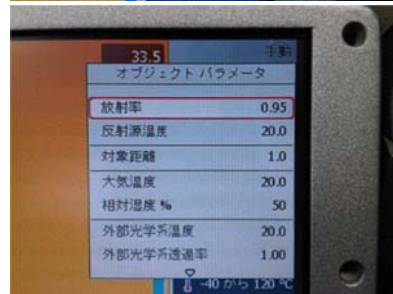 33.5 手動
オブジェクト パラメータ
放射率 0.95
反射源温度 20.0
対象距離 1.0
大気温度 20.0
相対湿度 % 50
外部光学系温度 20.0
外部光学系透過率 1.00
-40 から 120 ℃